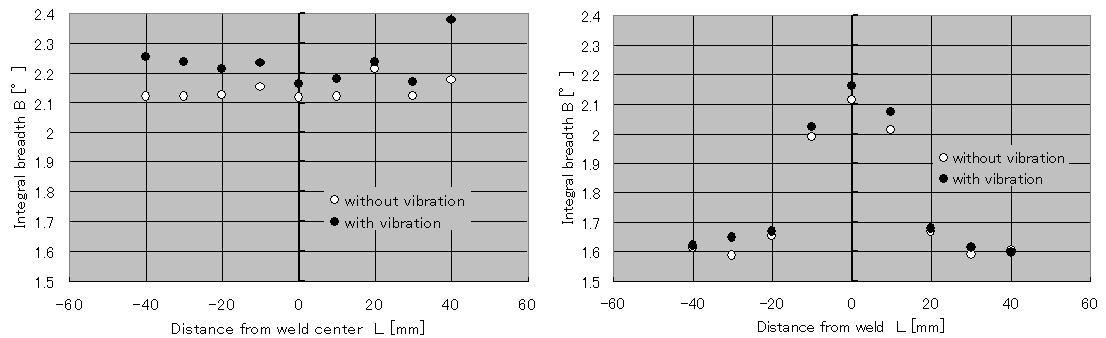 2.4
2.3
2.2
2.1
2
1.9
1.8
1.7
1.6
1.5
Integral breadth B [°]
without vibration
with vibration
-60 -40 -20 0 20 40 60
Distance from weld center L [mm]
2.4
2.3
2.2
2.1
2
1.9
1.8
1.7
1.6
1.5
Integral breadth B [°]
without vibration
with vibration
-60 -40 -20 0 20 40 60
Distance from weld L [mm]